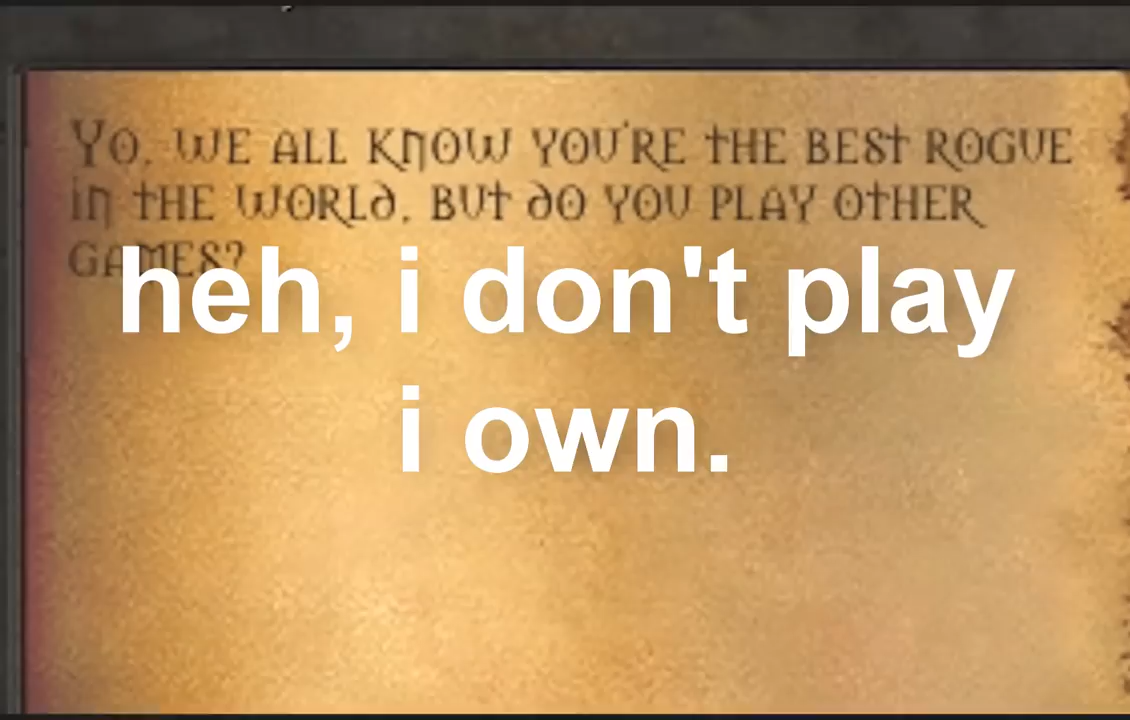 Yo, we all know you're the best rogue
in the world, but do you play other
games?
heh, i don't play
i own.